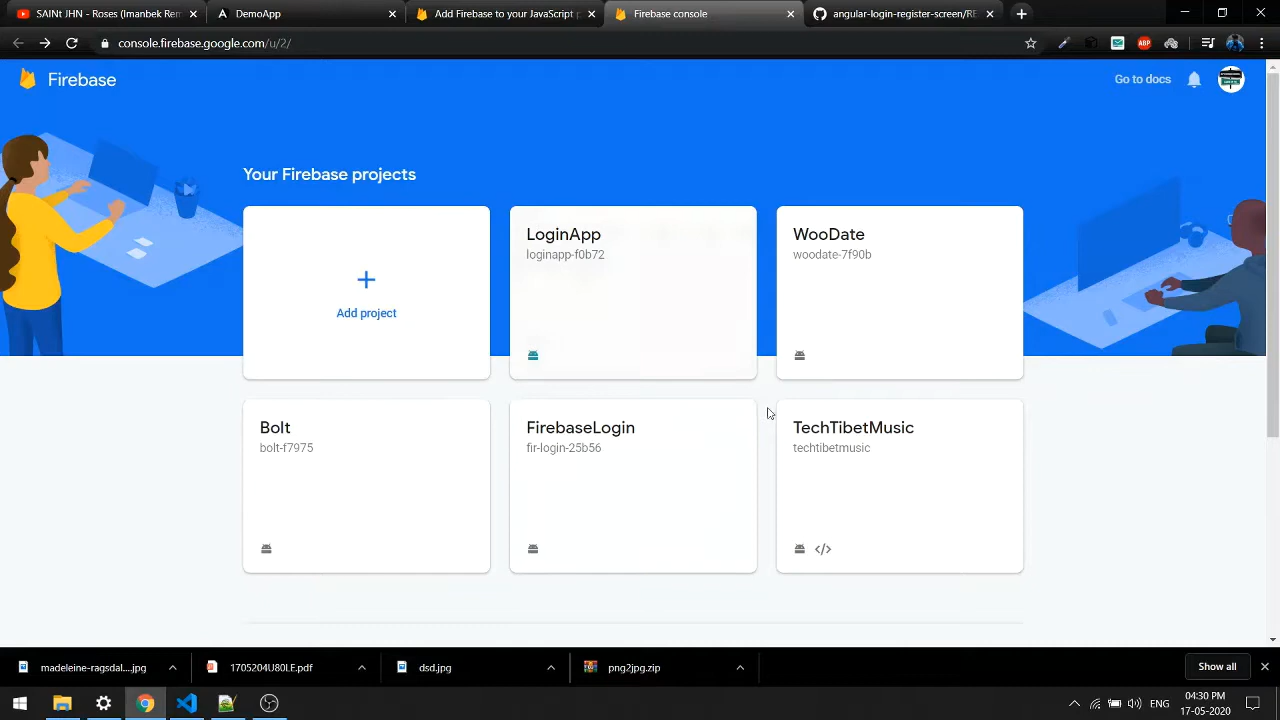 SAINt JHN - Roses (Imanbek Rem
DemoApp
Add Firebase to your JavaScript p
Firebase console
angular-login-register-screen/RE
console.firebase.google.com/u/2/
ABP
Firebase
Go to docs
Your Firebase projects
Add project
LoginApp
loginapp-f0b72
WooDate
woodate-7f90b
Bolt
bolt-f7975
FirebaseLogin
fir-login-25b56
TechTibetMusic
techtibetmusic
madeleine-ragsdal....jpg
1705204U80LE.pdf
dsd.jpg
png2jpg.zip
Show all
ENG
04:30 PM
17-05-2020